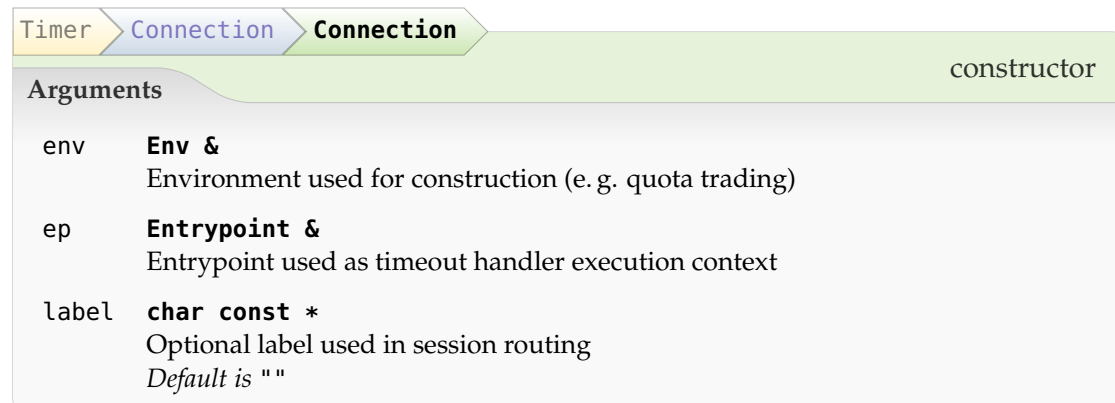 Timer Connection Connection
constructor
Arguments
env Env &
Environment used for construction (e. g. quota trading)
ep Entrypoint &
Entrypoint used as timeout handler execution context
label char const *
Optional label used in session routing
Default is ""